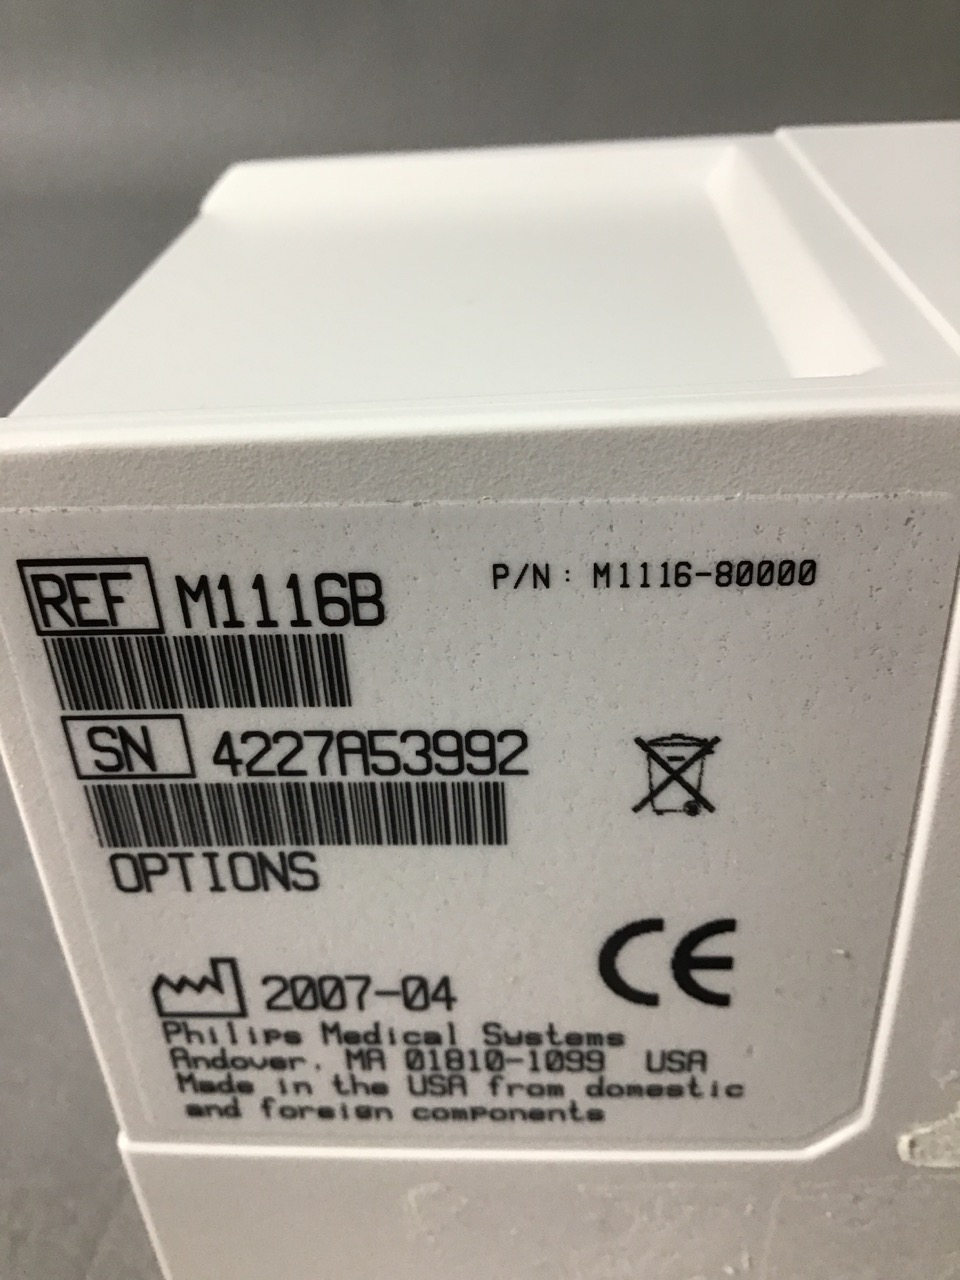 REF M1116B P/N: M1116-80000
SN 4227A53992
OPTIONS
CE
2007-04
Philips Medical Systems
Andover, MA 01810-1099 USA
Made in the USA from domestic
and foreign components